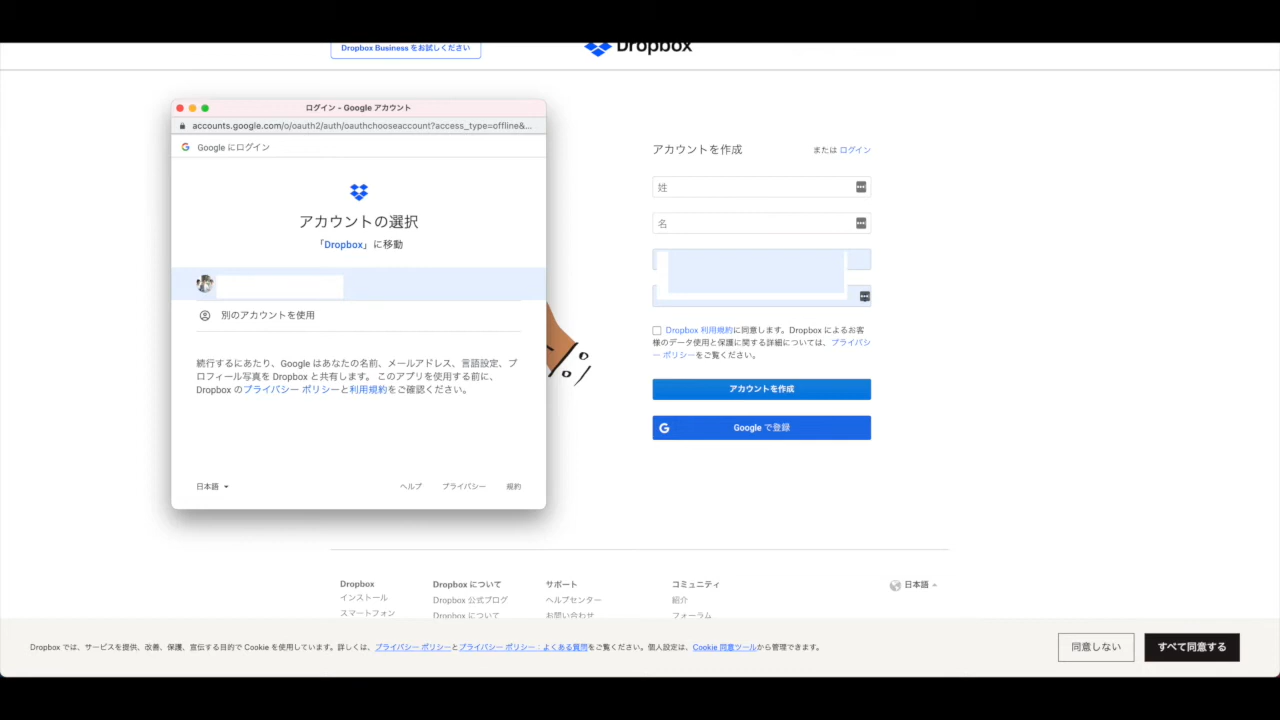 Dropbox Business をお試しください
Dropbox
ログイン - Google アカウント
accounts.google.com/o/oauth2/auth/oauthchooseaccount?access_type=offline&...
Google にログイン
アカウントの選択
「Dropbox」に移動
別のアカウントを使用
続行するにあたり、Google はあなたの名前、メールアドレス、言語設定、プ
ロフィール写真を Dropbox と共有します。このアプリを使用する前に、
Dropbox のプライバシー ポリシーと利用規約をご確認ください。
日本語
ヘルプ
プライバシー
規約
アカウントを作成
または ログイン
姓
名
Dropbox 利用規約に同意します。Dropbox によるお客
様のデータ使用と保護に関する詳細については、プライバシ
ー ポリシーをご覧ください。
アカウントを作成
Google で登録
Dropbox
インストール
スマートフォン
Dropbox について
Dropbox 公式ブログ
Dropbox について
サポート
ヘルプセンター
お問い合わせ
コミュニティ
紹介
フォーラム
日本語
Dropbox では、サービスを提供、改善、保護、宣伝する目的で Cookie を使用しています。詳しくは、プライバシー ポリシーとプライバシー ポリシー：よくある質問をご覧ください。個人設定は、Cookie 同意ツールから管理できます。
同意しない
すべて同意する